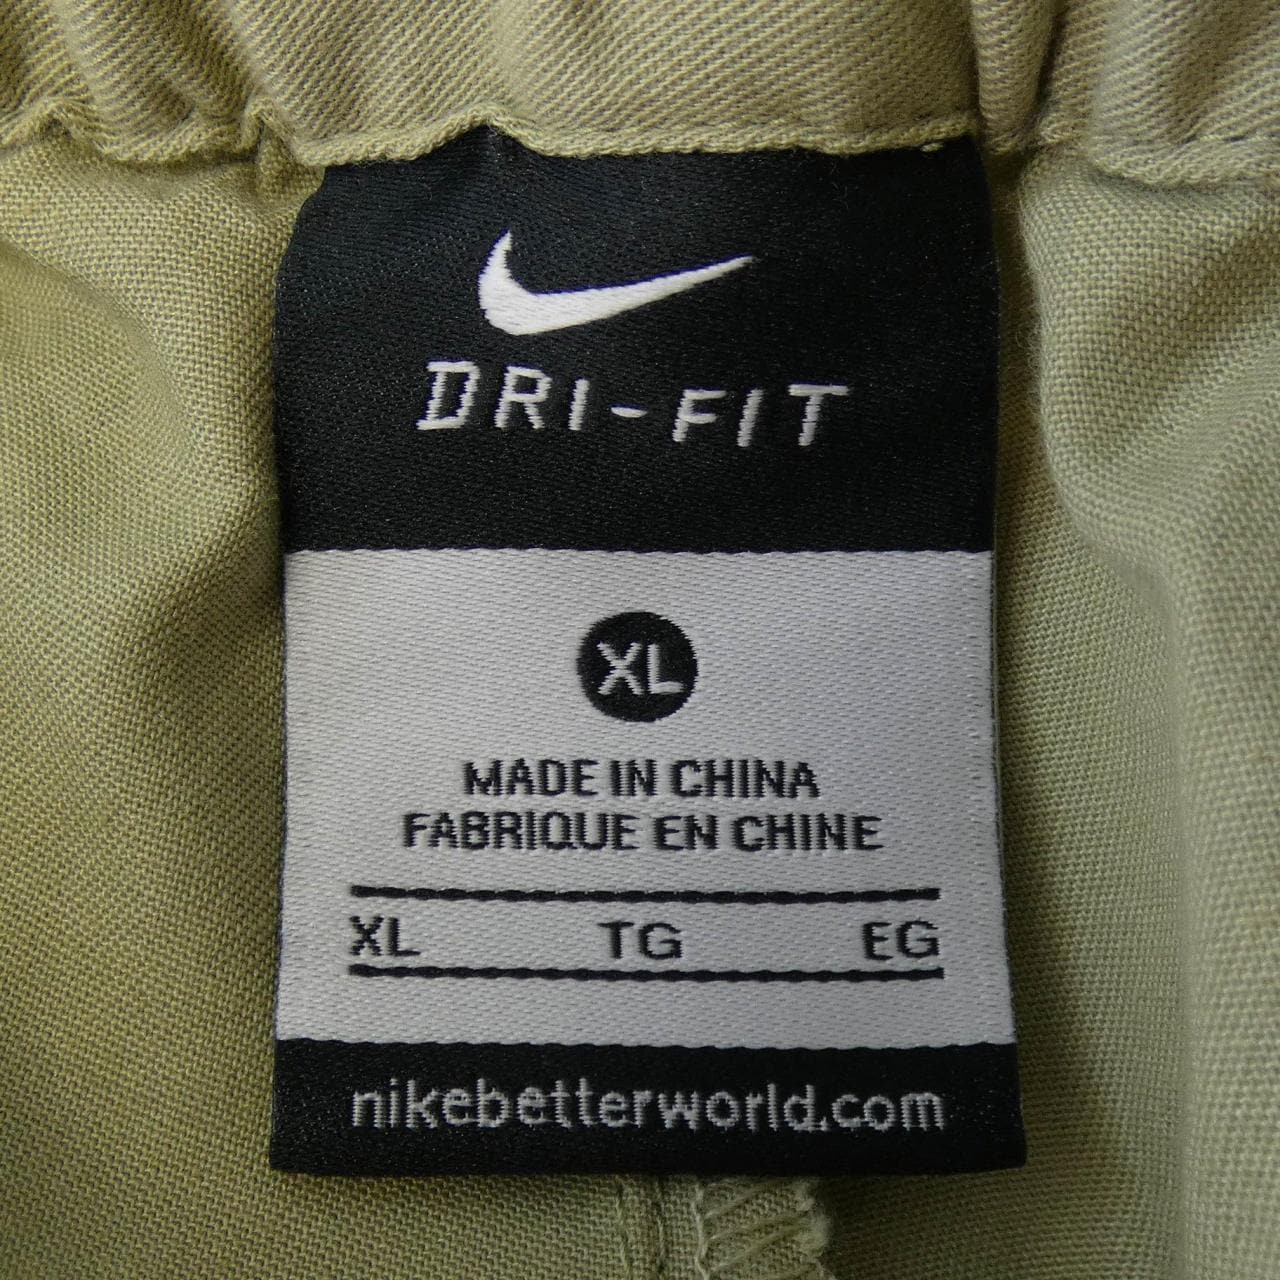 DRI-FIT
XL
MADE IN CHINA
FABRIQUE EN CHINE
XL TG EG
nikebetterworld.com